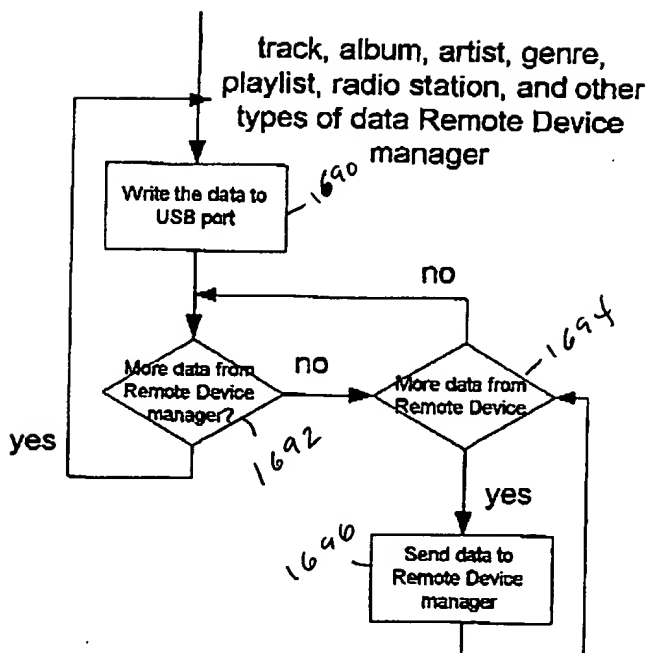 track, album, artist, genre,
playlist, radio station, and other
types of data Remote Device
manager
Write the data to
USB port
1690
no
More data from
Remote Device
manager?
no
1692
yes
More data from
Remote Device
1694
yes
Send data to
Remote Device
manager
1696